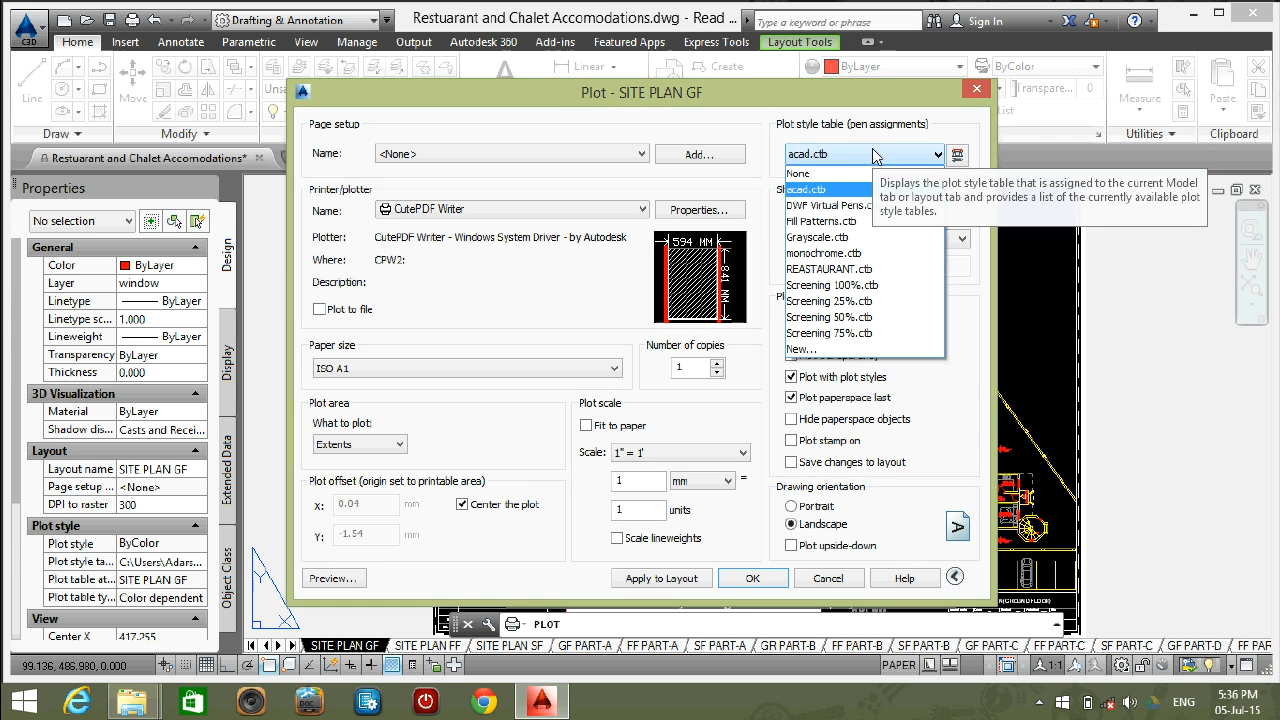 Drafting & Annotation
Restuarant and Chalet Accomodations.dwg - Read ...
Type a keyword or phrase
Sign In
C3D
Home
Insert
Annotate
Parametric
View
Manage
Output
Autodesk 360
Add-ins
Featured Apps
Express Tools
Layout Tools
Linear
Create
ByLayer
ByColor
Line
Move
Unsa
Transpare...
0
Measure
Paste
List
Draw
Modify
Utilities
Clipboard
Restuarant and Chalet Accomodations*
Properties
No selection
General
Color ByLayer
Layer window
Linetype ByLayer
Linetype sc... 1.000
Lineweight ByLayer
Transparency ByLayer
Thickness 0.000
3D Visualization
Material ByLayer
Shadow dis... Casts and Recei...
Layout
Layout name SITE PLAN GF
Page setup ... <None>
DPI to raster 300
Plot style
Plot style ByColor
Plot style ta... C:\Users\Adars...
Plot table at... SITE PLAN GF
Plot table ty... Color dependent
View
Center X 417.255
Design
Display
Extended Data
Object Class
Plot - SITE PLAN GF
Page setup
Name: <None> Add...
Printer/plotter
Name: CutePDF Writer Properties...
Plotter: CutePDF Writer - Windows System Driver - by Autodesk
Where: CPW2:
Description:
Plot to file
594 MM
841 MM
Paper size
ISO A1
Number of copies
1
Plot area
What to plot:
Extents
Plot scale
Fit to paper
Scale: 1" = 1'
1 mm =
1 units
Scale lineweights
Plot offset (origin set to printable area)
X: 0.04 mm
Center the plot
Y: -1.54 mm
Plot style table (pen assignments)
acad.ctb
None
acad.ctb
DWF Virtual Pens.c
Fill Patterns.ctb
Grayscale.ctb
monochrome.ctb
REASTAURANT.ctb
Screening 100%.ctb
Screening 25%.ctb
Screening 50%.ctb
Screening 75%.ctb
New...
Displays the plot style table that is assigned to the current Model
tab or layout tab and provides a list of the currently available plot
style tables.
Plot with plot styles
Plot paperspace last
Hide paperspace objects
Plot stamp on
Save changes to layout
Drawing orientation
Portrait
Landscape
Plot upside-down
A
Preview...
Apply to Layout
OK
Cancel
Help
PLOT
SITE PLAN GF
SITE PLAN FF
SITE PLAN SF
GF PART-A
FF PART-A
SF PART-A
GR PART-B
FF PART-B
SF PART-B
GF PART-C
FF PART-C
SF PART-C
GF PART-D
FF PAR
99.136, 486.980, 0.000
PAPER
1:1
ENG
5:36 PM
05-Jul-15